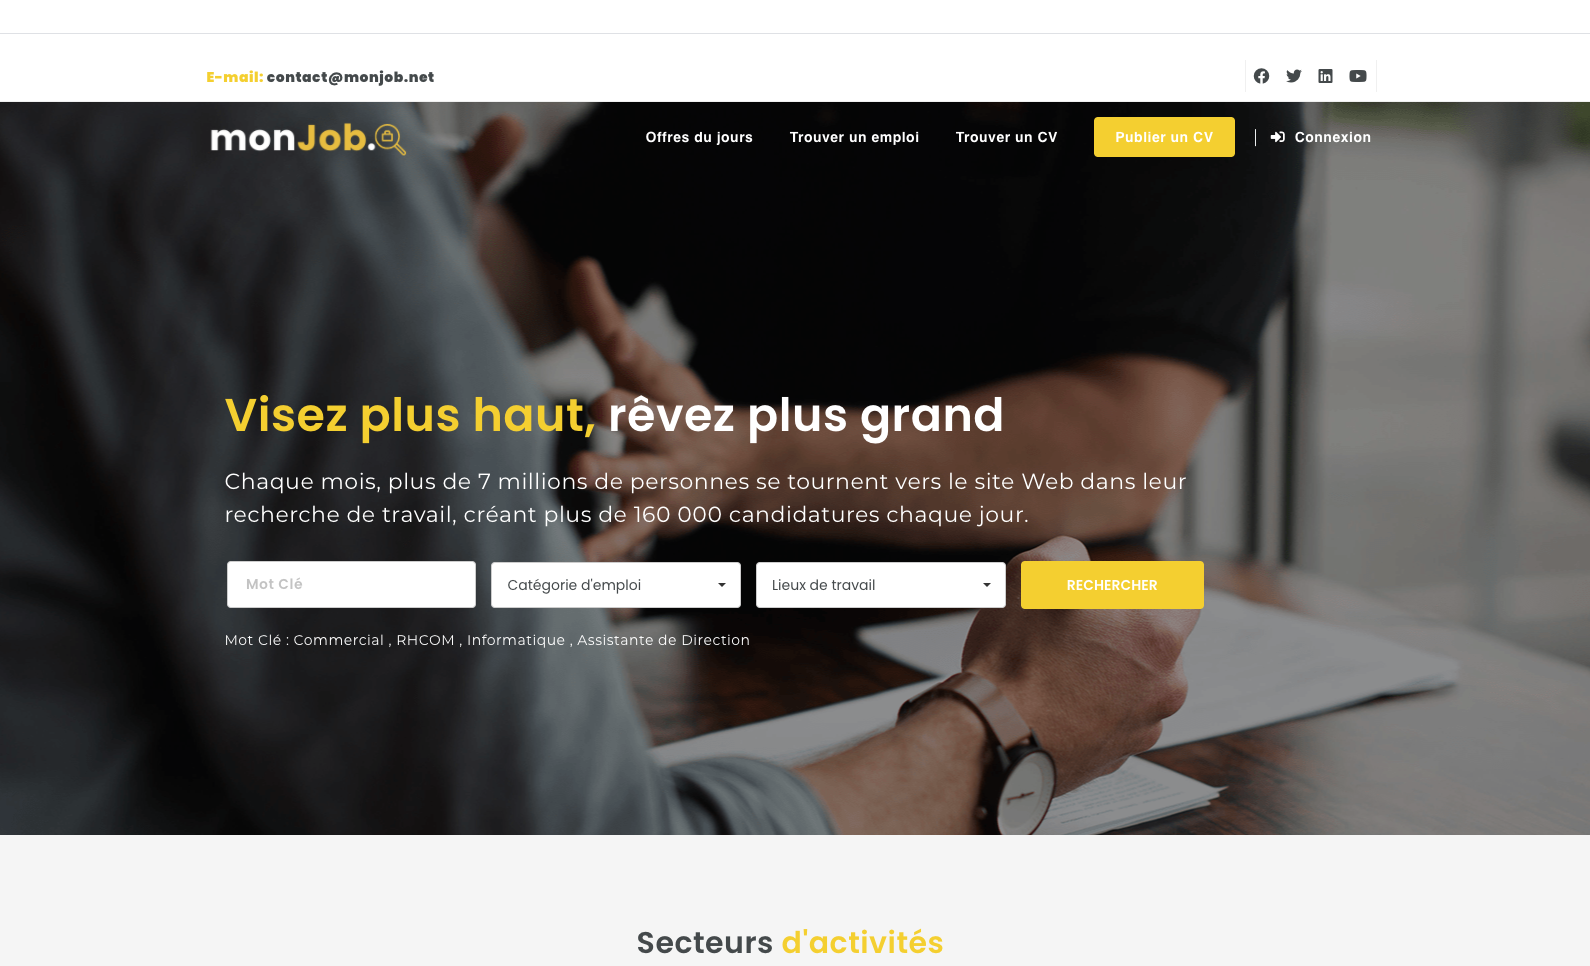 E-mail: contact@monjob.net
monJob.
Offres du jours
Trouver un emploi
Trouver un CV
Publier un CV
Connexion
Visez plus haut, rêvez plus grand
Chaque mois, plus de 7 millions de personnes se tournent vers le site Web dans leur
recherche de travail, créant plus de 160 000 candidatures chaque jour.
Mot Clé
Catégorie d'emploi
Lieux de travail
RECHERCHER
Mot Clé : Commercial , RHCOM , Informatique , Assistante de Direction
Secteurs d'activités